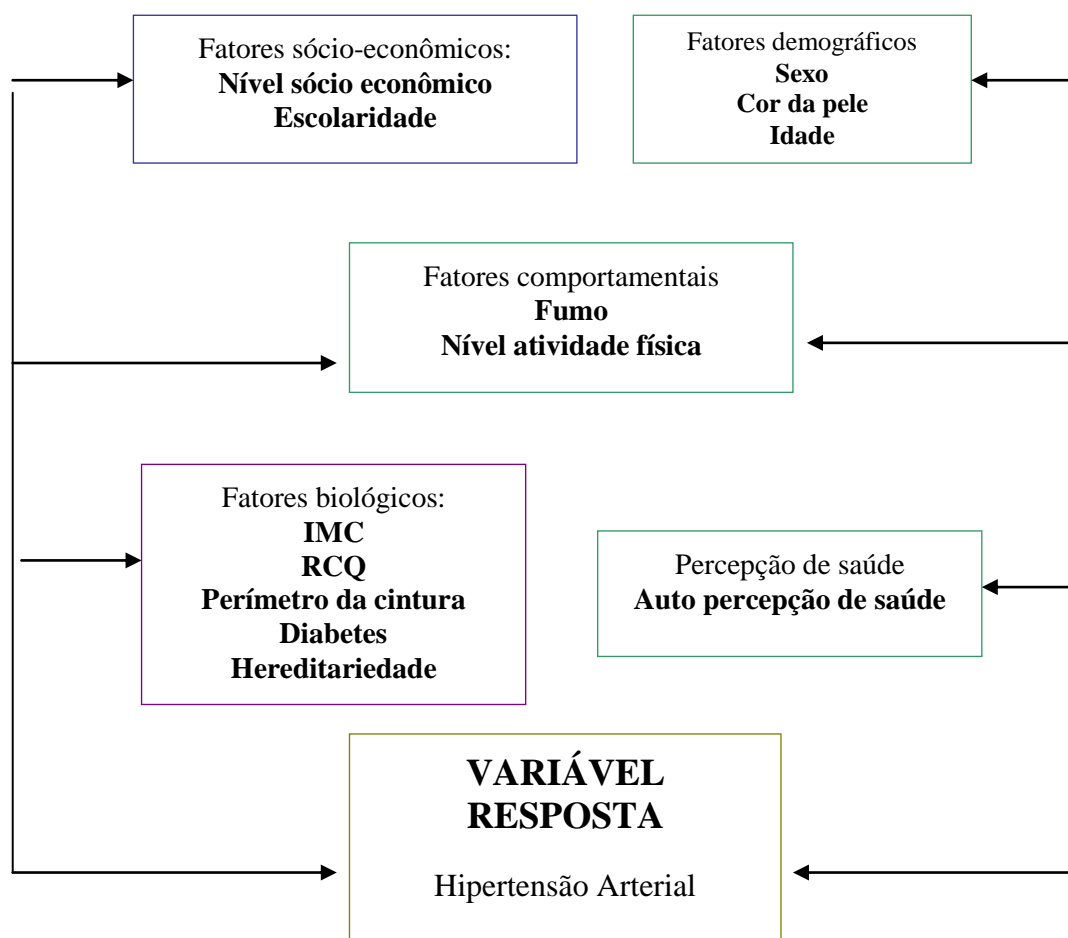 Fatores sócio-econômicos:
Nível sócio econômico
Escolaridade
Fatores demográficos
Sexo
Cor da pele
Idade
Fatores comportamentais
Fumo
Nível atividade física
Fatores biológicos:
IMC
RCQ
Perímetro da cintura
Diabetes
Hereditariedade
Percepção de saúde
Auto percepção de saúde
VARIÁVEL
RESPOSTA
Hipertensão Arterial